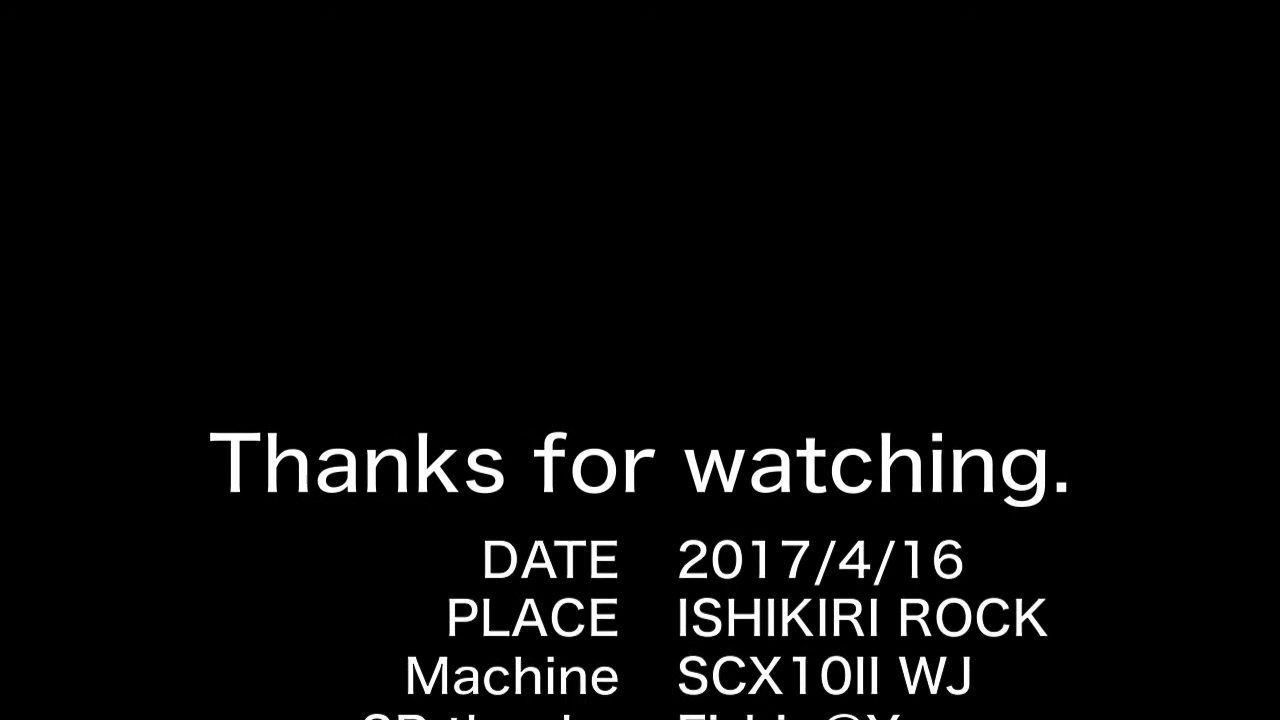 Thanks for watching.
DATE 2017/4/16
PLACE ISHIKIRI ROCK
Machine SCX10II WJ